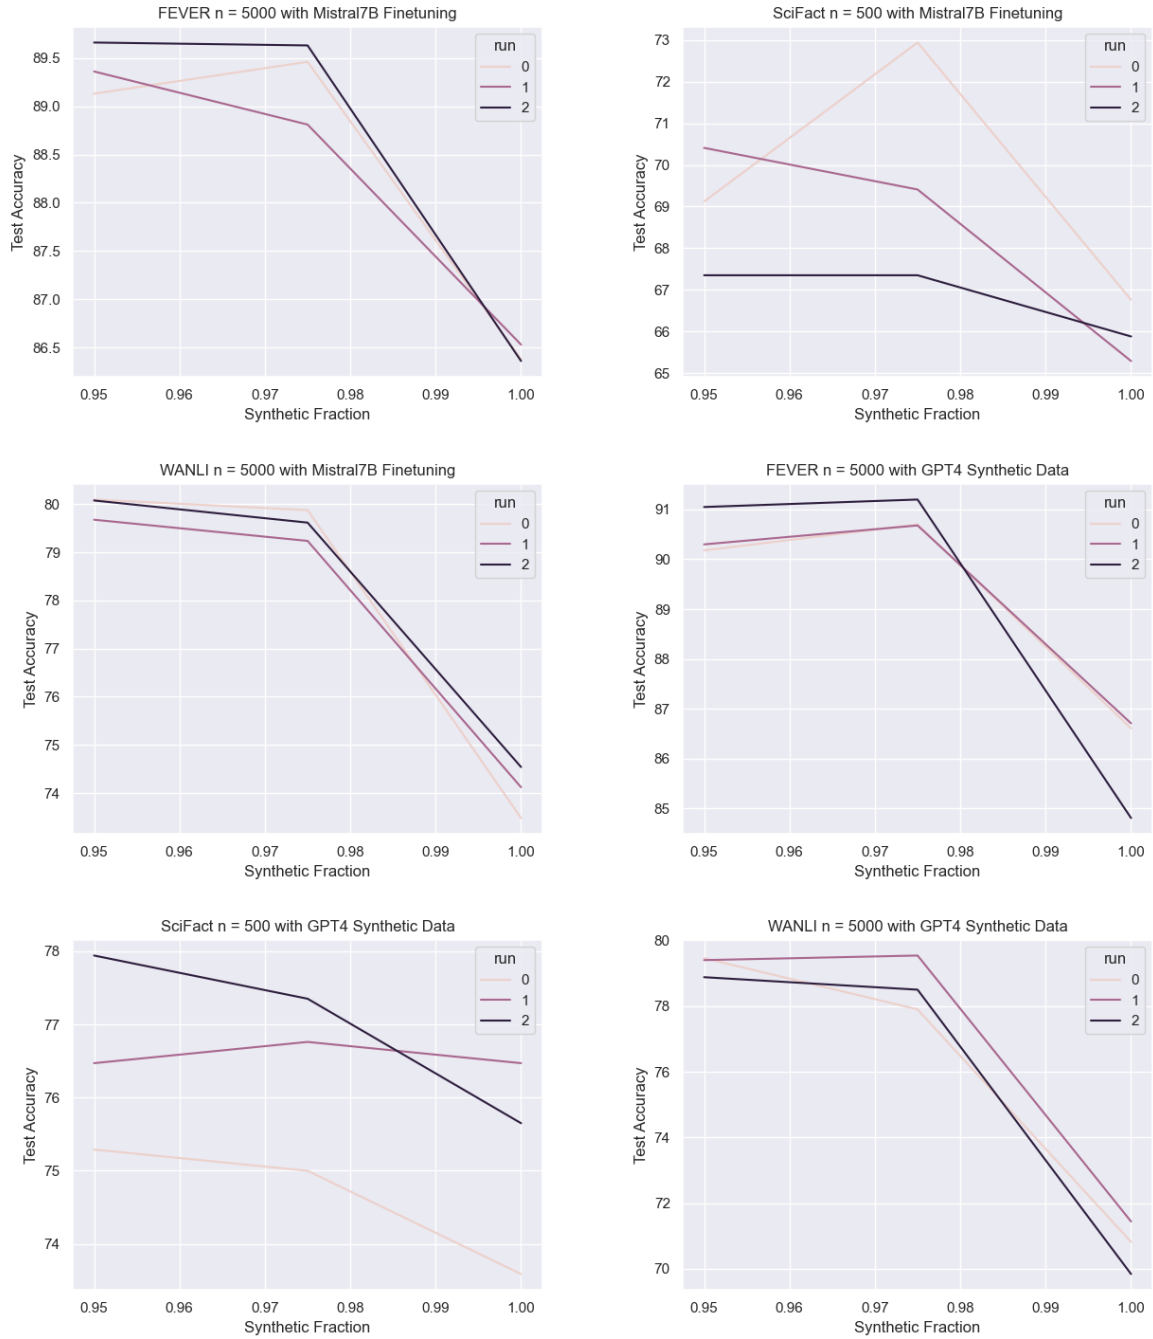 FEVER n = 5000 with Mistral7B Finetuning
Test Accuracy
89.5
89.0
88.5
88.0
87.5
87.0
86.5
run
0
1
2
0.95 0.96 0.97 0.98 0.99 1.00
Synthetic Fraction
SciFact n = 500 with Mistral7B Finetuning
Test Accuracy
73
72
71
70
69
68
67
66
65
run
0
1
2
0.95 0.96 0.97 0.98 0.99 1.00
Synthetic Fraction
WANLI n = 5000 with Mistral7B Finetuning
Test Accuracy
80
79
78
77
76
75
74
run
0
1
2
0.95 0.96 0.97 0.98 0.99 1.00
Synthetic Fraction
FEVER n = 5000 with GPT4 Synthetic Data
Test Accuracy
91
90
89
88
87
86
85
run
0
1
2
0.95 0.96 0.97 0.98 0.99 1.00
Synthetic Fraction
SciFact n = 500 with GPT4 Synthetic Data
Test Accuracy
78
77
76
75
74
run
0
1
2
0.95 0.96 0.97 0.98 0.99 1.00
Synthetic Fraction
WANLI n = 5000 with GPT4 Synthetic Data
Test Accuracy
80
78
76
74
72
70
run
0
1
2
0.95 0.96 0.97 0.98 0.99 1.00
Synthetic Fraction